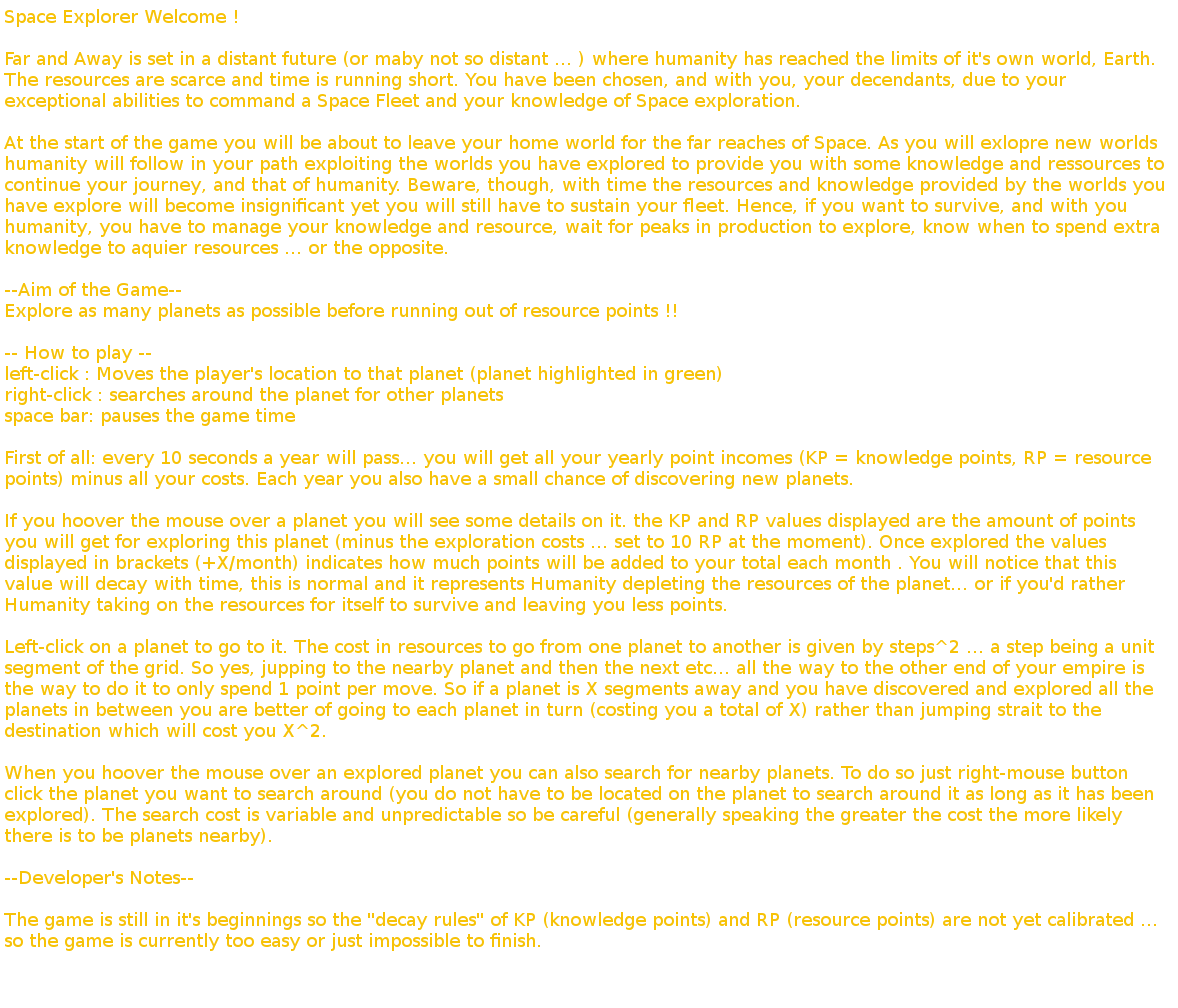 Space Explorer Welcome !
Far and Away is set in a distant future (or maby not so distant ... ) where humanity has reached the limits of it's own world, Earth.
The resources are scarce and time is running short. You have been chosen, and with you, your decendants, due to your
exceptional abilities to command a Space Fleet and your knowledge of Space exploration.
At the start of the game you will be about to leave your home world for the far reaches of Space. As you will exlopre new worlds
humanity will follow in your path exploiting the worlds you have explored to provide you with some knowledge and ressources to
continue your journey, and that of humanity. Beware, though, with time the resources and knowledge provided by the worlds you
have explore will become insignificant yet you will still have to sustain your fleet. Hence, if you want to survive, and with you
humanity, you have to manage your knowledge and resource, wait for peaks in production to explore, know when to spend extra
knowledge to aquier resources ... or the opposite.
--Aim of the Game--
Explore as many planets as possible before running out of resource points !!
-- How to play --
left-click : Moves the player's location to that planet (planet highlighted in green)
right-click : searches around the planet for other planets
space bar: pauses the game time
First of all: every 10 seconds a year will pass... you will get all your yearly point incomes (KP = knowledge points, RP = resource
points) minus all your costs. Each year you also have a small chance of discovering new planets.
If you hoover the mouse over a planet you will see some details on it. the KP and RP values displayed are the amount of points
you will get for exploring this planet (minus the exploration costs ... set to 10 RP at the moment). Once explored the values
displayed in brackets (+X/month) indicates how much points will be added to your total each month . You will notice that this
value will decay with time, this is normal and it represents Humanity depleting the resources of the planet... or if you'd rather
Humanity taking on the resources for itself to survive and leaving you less points.
Left-click on a planet to go to it. The cost in resources to go from one planet to another is given by steps^2 ... a step being a unit
segment of the grid. So yes, jupping to the nearby planet and then the next etc... all the way to the other end of your empire is
the way to do it to only spend 1 point per move. So if a planet is X segments away and you have discovered and explored all the
planets in between you are better of going to each planet in turn (costing you a total of X) rather than jumping strait to the
destination which will cost you X^2.
When you hoover the mouse over an explored planet you can also search for nearby planets. To do so just right-mouse button
click the planet you want to search around (you do not have to be located on the planet to search around it as long as it has been
explored). The search cost is variable and unpredictable so be careful (generally speaking the greater the cost the more likely
there is to be planets nearby).
--Developer's Notes--
The game is still in it's beginnings so the "decay rules" of KP (knowledge points) and RP (resource points) are not yet calibrated ...
so the game is currently too easy or just impossible to finish.